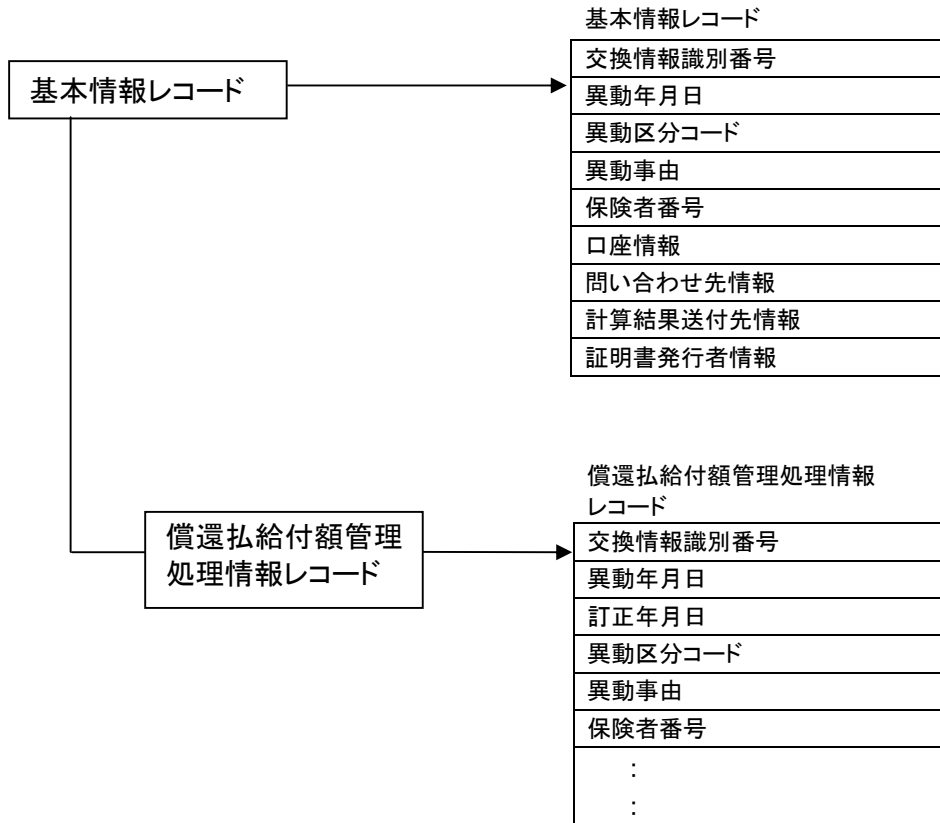 基本情報レコード
基本情報レコード
交換情報識別番号
異動年月日
異動区分コード
異動事由
保険者番号
口座情報
問い合わせ先情報
計算結果送付先情報
証明書発行者情報
償還払給付額管理
処理情報レコード
償還払給付額管理処理情報
レコード
交換情報識別番号
異動年月日
訂正年月日
異動区分コード
異動事由
保険者番号
：
：